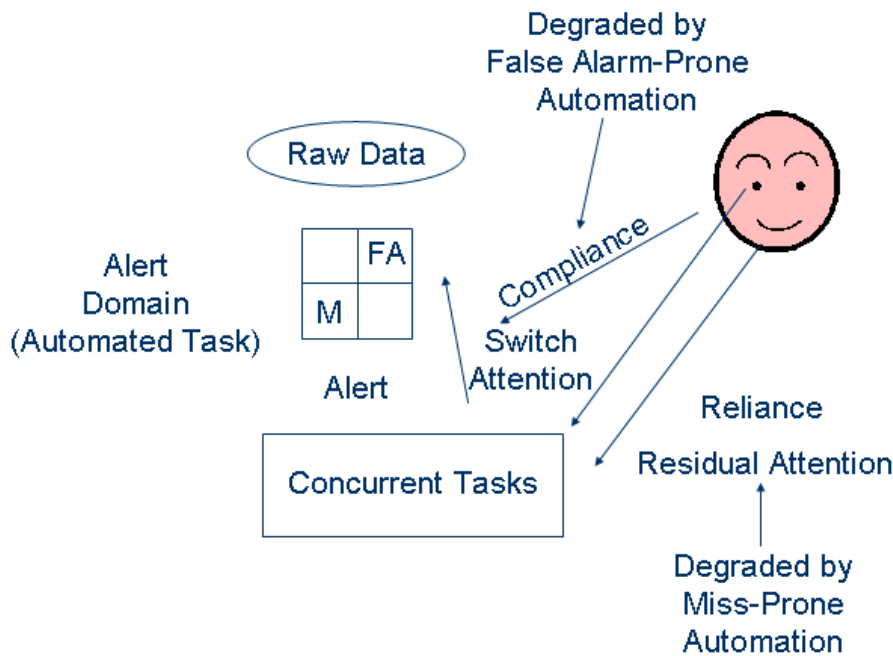 Degraded by
False Alarm-Prone
Automation
Raw Data
FA
M
Alert
Domain
(Automated Task)
Compliance
Switch
Attention
Alert
Reliance
Concurrent Tasks
Residual Attention
Degraded by
Miss-Prone
Automation